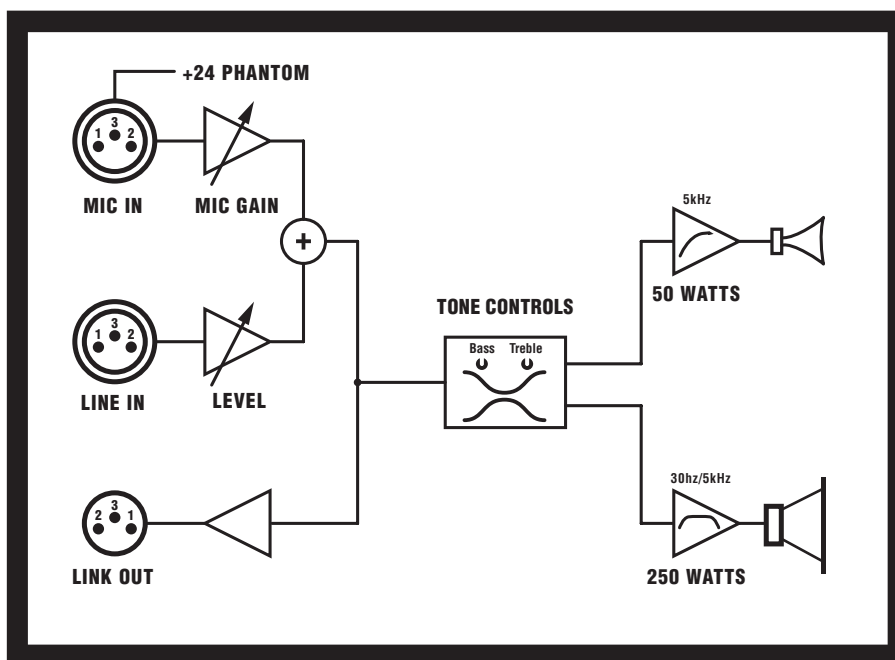 +24 PHANTOM
3
1 2
MIC IN
MIC GAIN
+
3
1 2
LINE IN
LEVEL
3
2 1
LINK OUT
TONE CONTROLS
Bass Treble
5kHz
50 WATTS
30hz/5kHz
250 WATTS